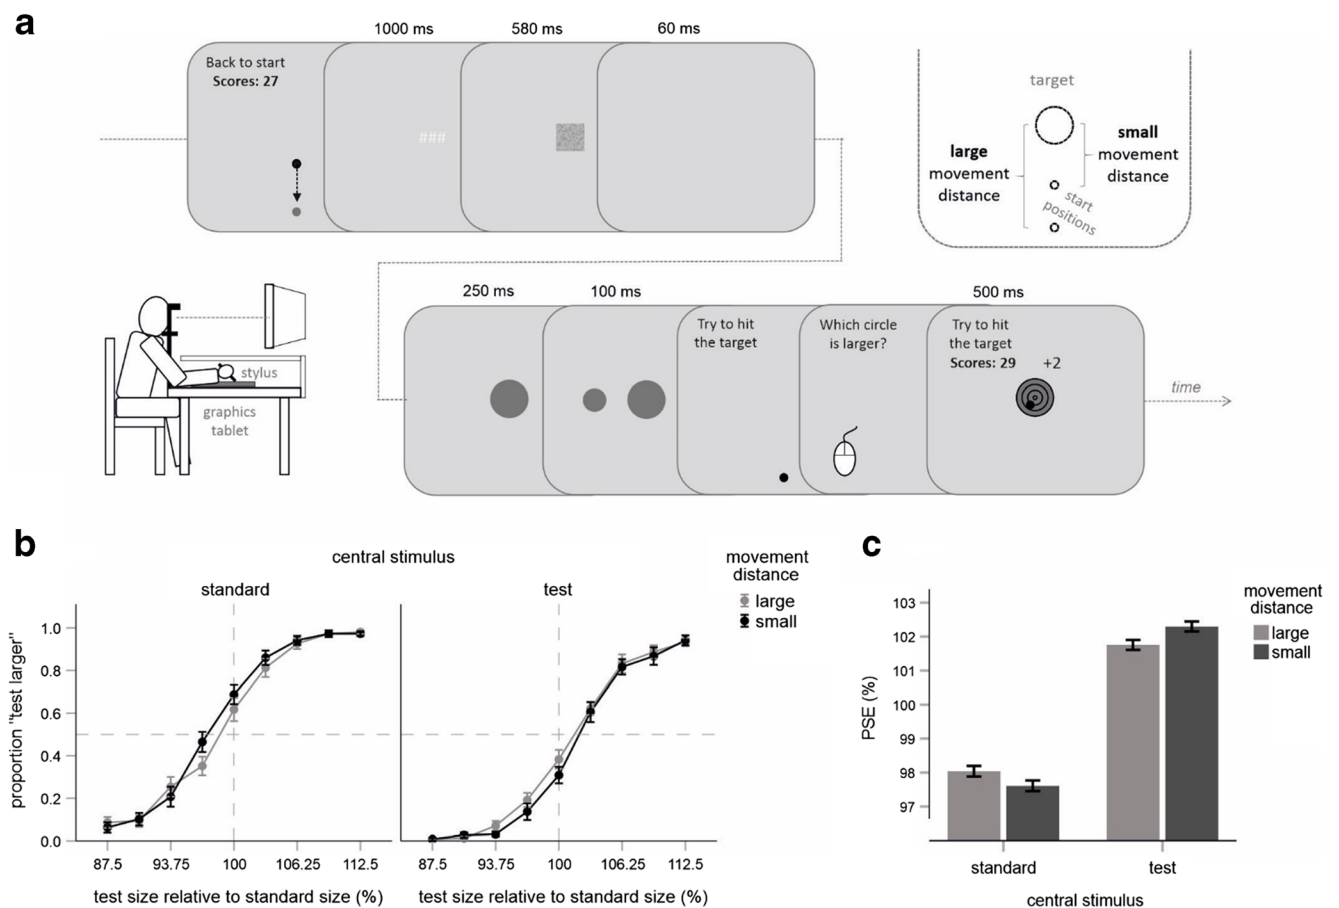 a
1000 ms
580 ms
60 ms
Back to start
Scores: 27
###
target
large
movement
distance
small
movement
distance
start
positions
stylus
graphics
tablet
250 ms
100 ms
500 ms
Try to hit
the target
Which circle
is larger?
Try to hit
the target
Scores: 29
+2
time
b
central stimulus
standard
test
movement
distance
large
small
proportion "test larger"
1.0
0.8
0.6
0.4
0.2
0.0
87.5
93.75
100
106.25
112.5
test size relative to standard size (%)
87.5
93.75
100
106.25
112.5
test size relative to standard size (%)
c
movement
distance
large
small
PSE (%)
103
102
101
100
99
98
97
standard
test
central stimulus